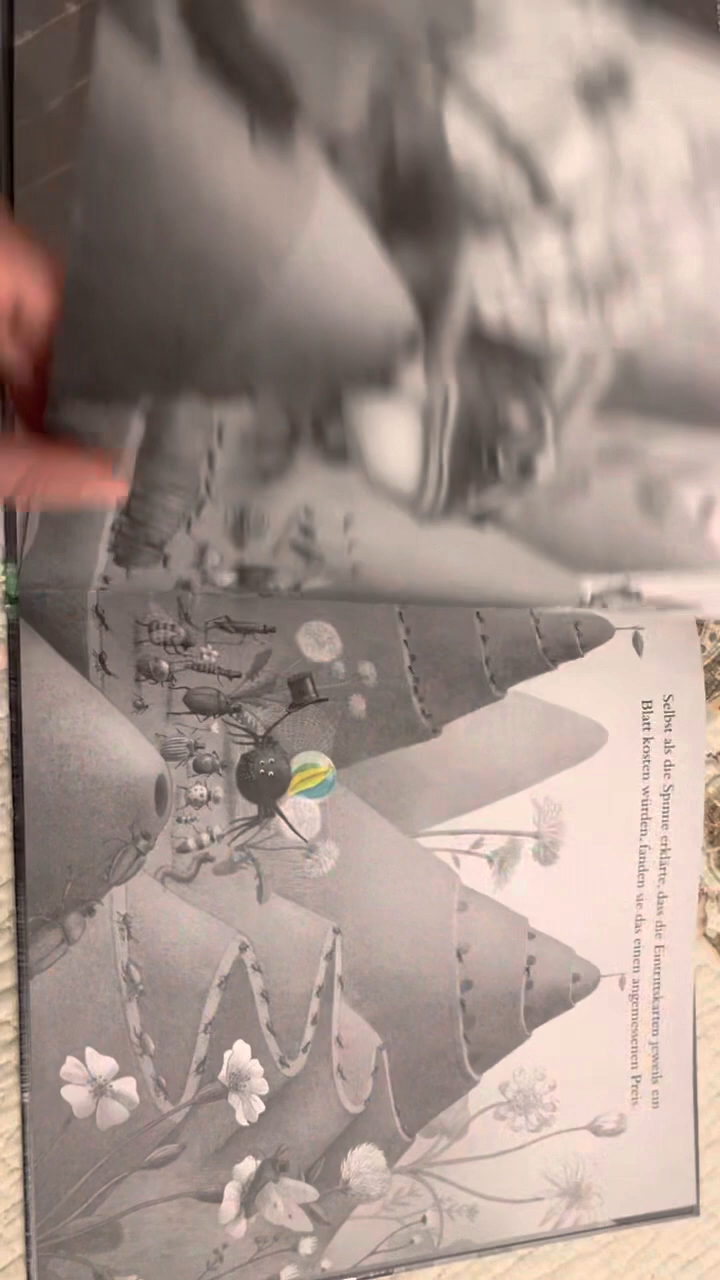 Selbst als die Spinne erklärte, dass die Eintrittskarten jeweils ein
Blatt kosten würden, fanden sie das einen angemessenen Preis